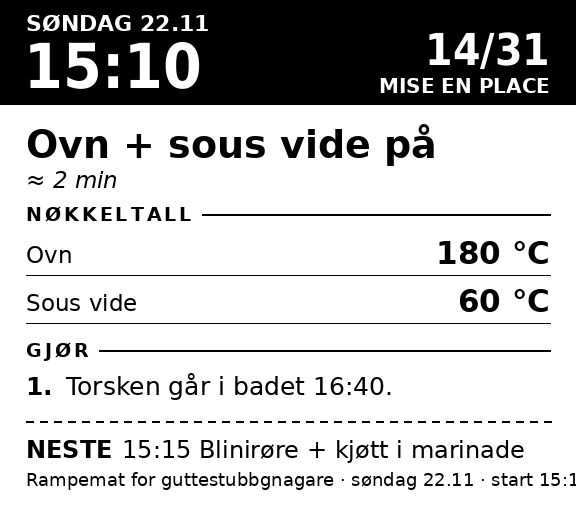 SØNDAG 22.11
15:10
14/31
MISE EN PLACE
Ovn + sous vide på
≈ 2 min
NØKKELTALL
Ovn 180 °C
Sous vide 60 °C
GJØR
1. Torsken går i badet 16:40.
NESTE 15:15 Blinirøre + kjøtt i marinade
Rampemat for guttestubbgnagare · søndag 22.11 · start 15:1